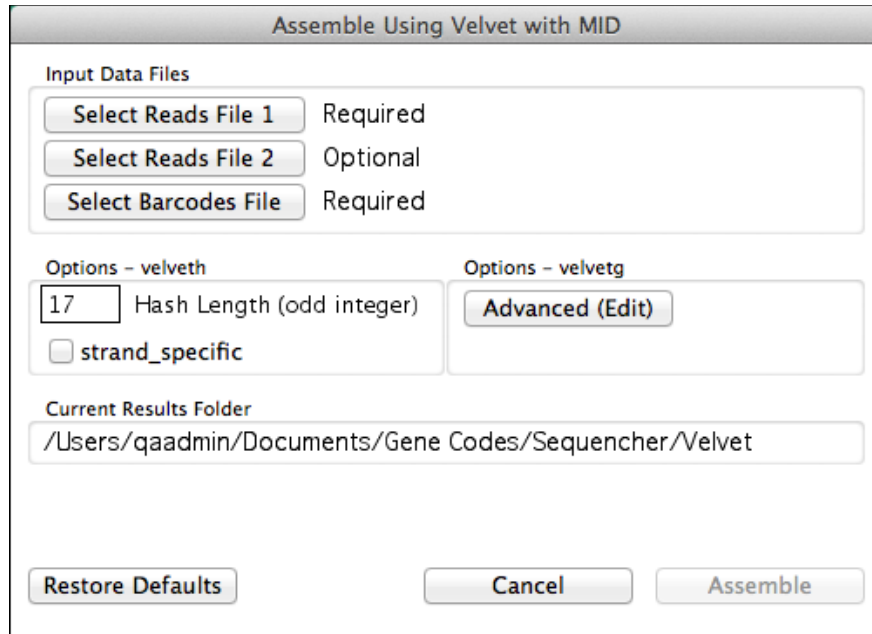 Assemble Using Velvet with MID
Input Data Files
Select Reads File 1 Required
Select Reads File 2 Optional
Select Barcodes File Required
Options - velveth
17 Hash Length (odd integer)
strand_specific
Options - velvetg
Advanced (Edit)
Current Results Folder
/Users/qaadmin/Documents/Gene Codes/Sequencher/Velvet
Restore Defaults Cancel Assemble